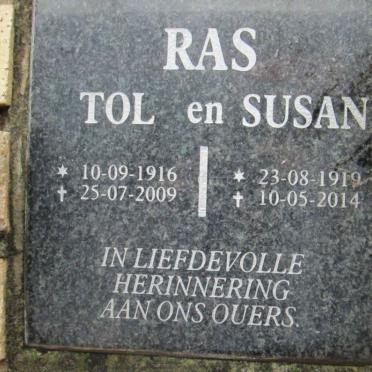 RAS
TOL en SUSAN
* 10-09-1916 * 23-08-1919
† 25-07-2009 † 10-05-2014
IN LIEFDEVOLLE
HERINNERING
AAN ONS OUERS.